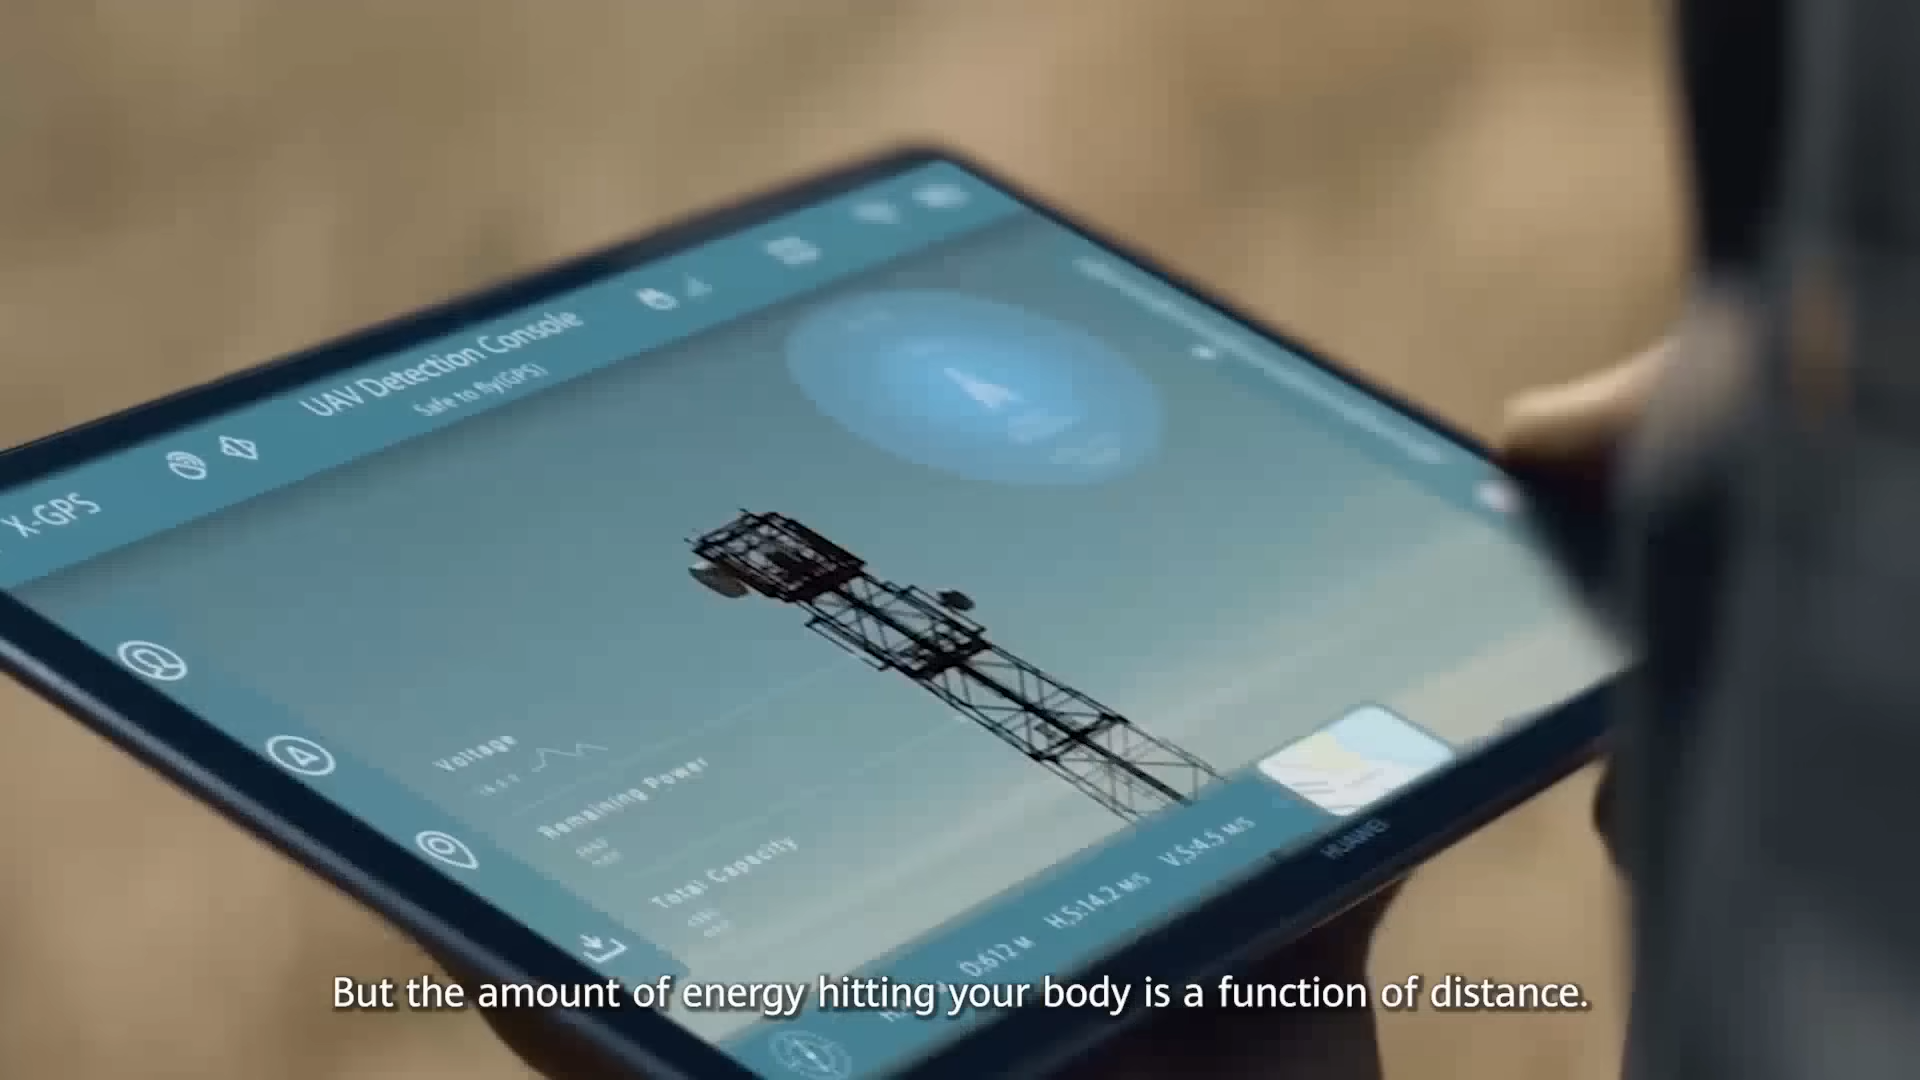 X-GPS
UAV Detection Console
Safe to fly(GPS)
Voltage
Remaining Power
Total Capacity
D:612 M
H,S:14.2 M/S
V,S:4.5 M/S
HUAWEI
But the amount of energy hitting your body is a function of distance.